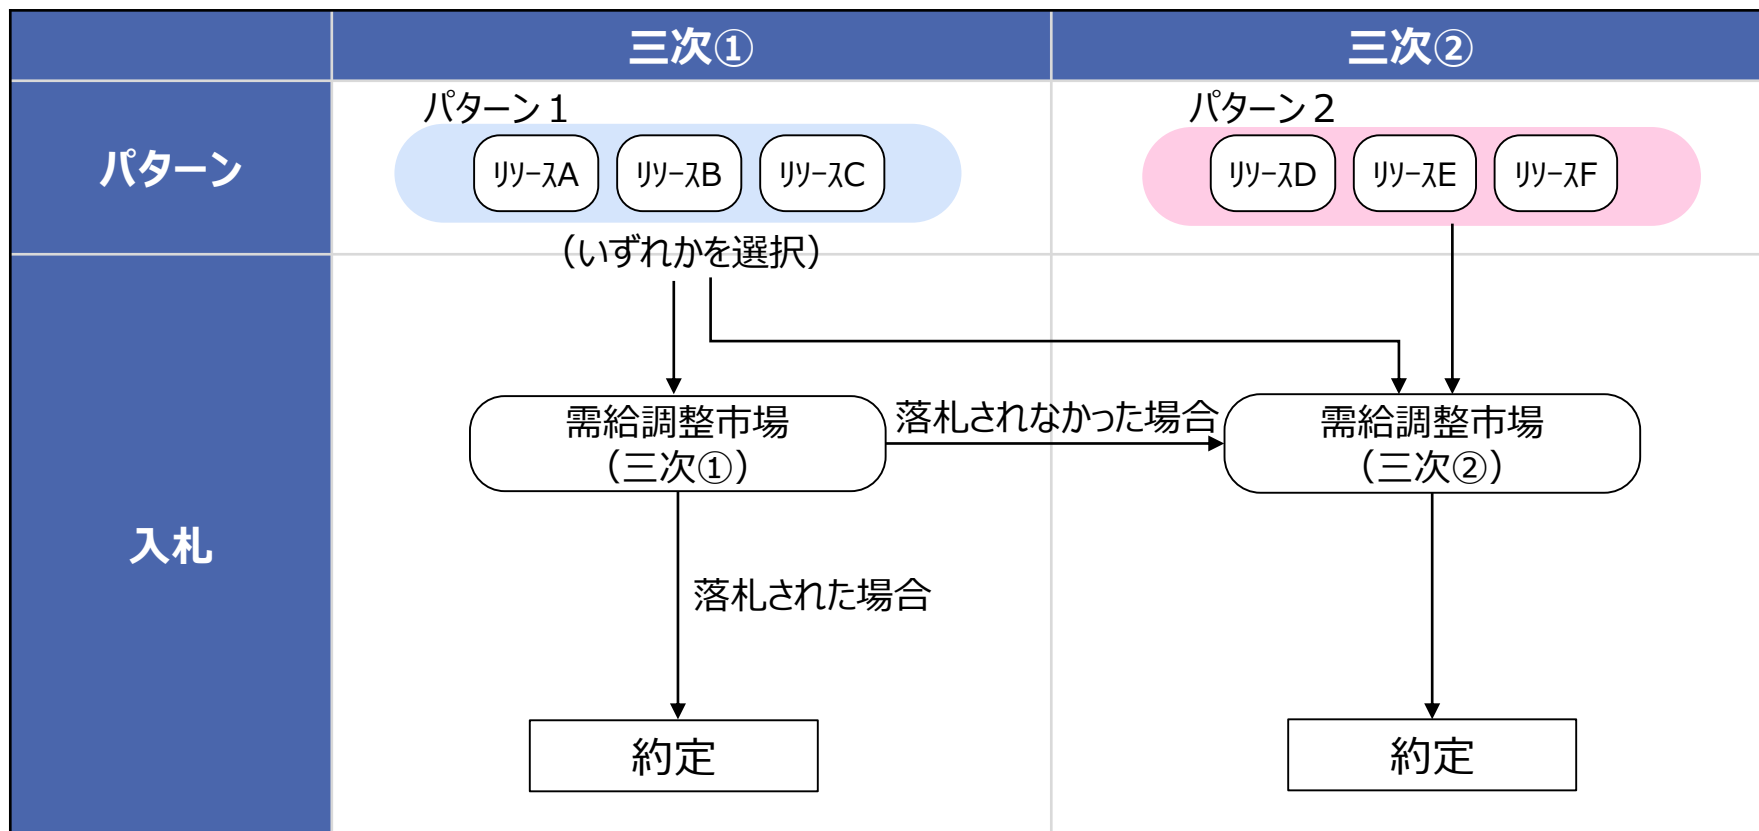 三次①
三次②
パターン
パターン１
リソースA
リソースB
リソースC
（いずれかを選択）
パターン２
リソースD
リソースE
リソースF
入札
需給調整市場
（三次①）
落札されなかった場合
需給調整市場
（三次②）
落札された場合
約定
約定